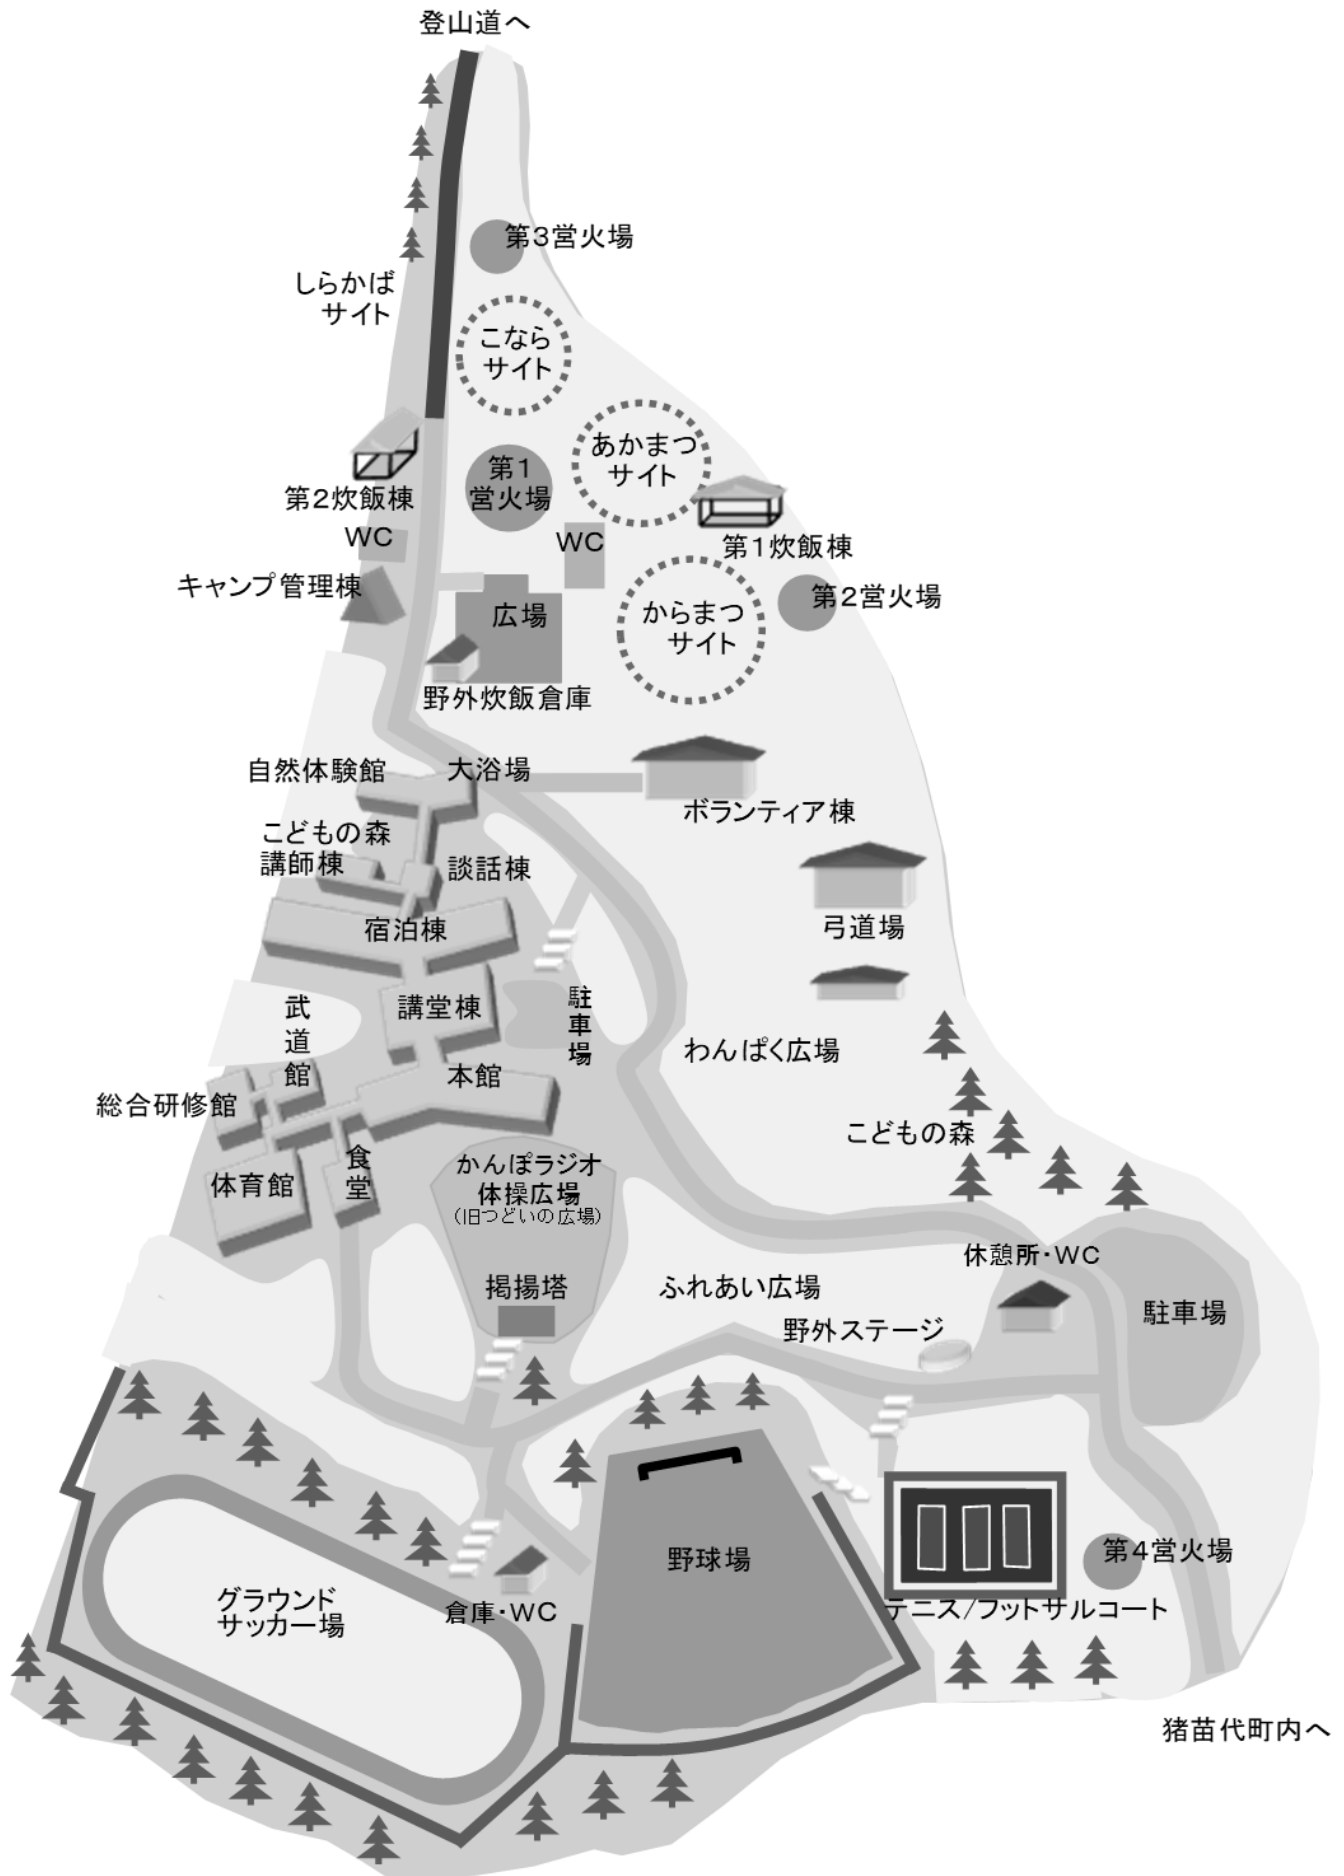 登山道へ
第3営火場
しらかば
サイト
こなら
サイト
あかまつ
サイト
第1
営火場
第2炊飯棟
WC
WC
第1炊飯棟
キャンプ管理棟
広場
からまつ
サイト
第2営火場
野外炊飯倉庫
自然体験館
大浴場
ボランティア棟
こどもの森
講師棟
談話棟
宿泊棟
弓道場
武道館
講堂棟
駐車場
わんぱく広場
本館
総合研修館
こどもの森
食堂
体育館
かんぽラジオ
体操広場
(旧つどいの広場)
休憩所・WC
掲揚塔
ふれあい広場
野外ステージ
駐車場
野球場
第4営火場
グラウンド
サッカー場
倉庫・WC
テニス/フットサルコート
猪苗代町内へ